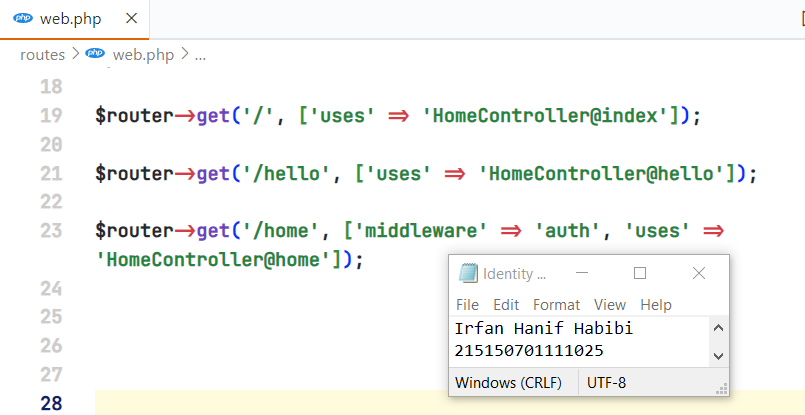 php web.php ×
routes > php web.php > ...
18
19 $router->get('/', ['uses' => 'HomeController@index']);
20
21 $router->get('/hello', ['uses' => 'HomeController@hello']);
22
23 $router->get('/home', ['middleware' => 'auth', 'uses' =>
'HomeController@home']);
24
25
26
27
28
Identity ...
File Edit Format View Help
Irfan Hanif Habibi
215150701111025
Windows (CRLF) UTF-8